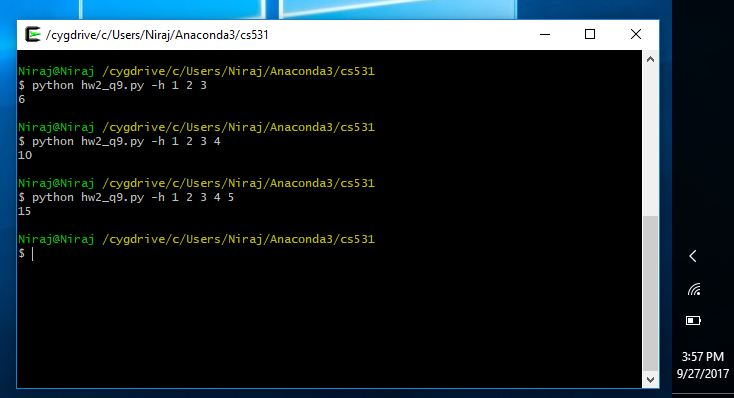 /cygdrive/c/Users/Niraj/Anaconda3/cs531
Niraj@Niraj /cygdrive/c/Users/Niraj/Anaconda3/cs531
$ python hw2_q9.py -h 1 2 3
6
Niraj@Niraj /cygdrive/c/Users/Niraj/Anaconda3/cs531
$ python hw2_q9.py -h 1 2 3 4
10
Niraj@Niraj /cygdrive/c/Users/Niraj/Anaconda3/cs531
$ python hw2_q9.py -h 1 2 3 4 5
15
Niraj@Niraj /cygdrive/c/Users/Niraj/Anaconda3/cs531
$
3:57 PM
9/27/2017